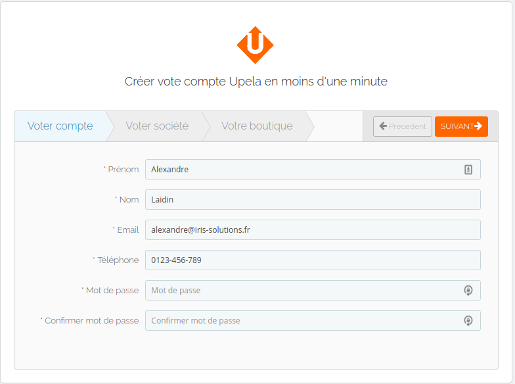 U
Créer vote compte Upela en moins d'une minute
Voter compte
Voter société
Votre boutique
Precedent
SUIVANT
* Prénom
Alexandre
* Nom
Laidin
* Email
alexandre@iris-solutions.fr
* Téléphone
0123-456-789
* Mot de passe
Mot de passe
* Confirmer mot de passe
Confirmer mot de passe